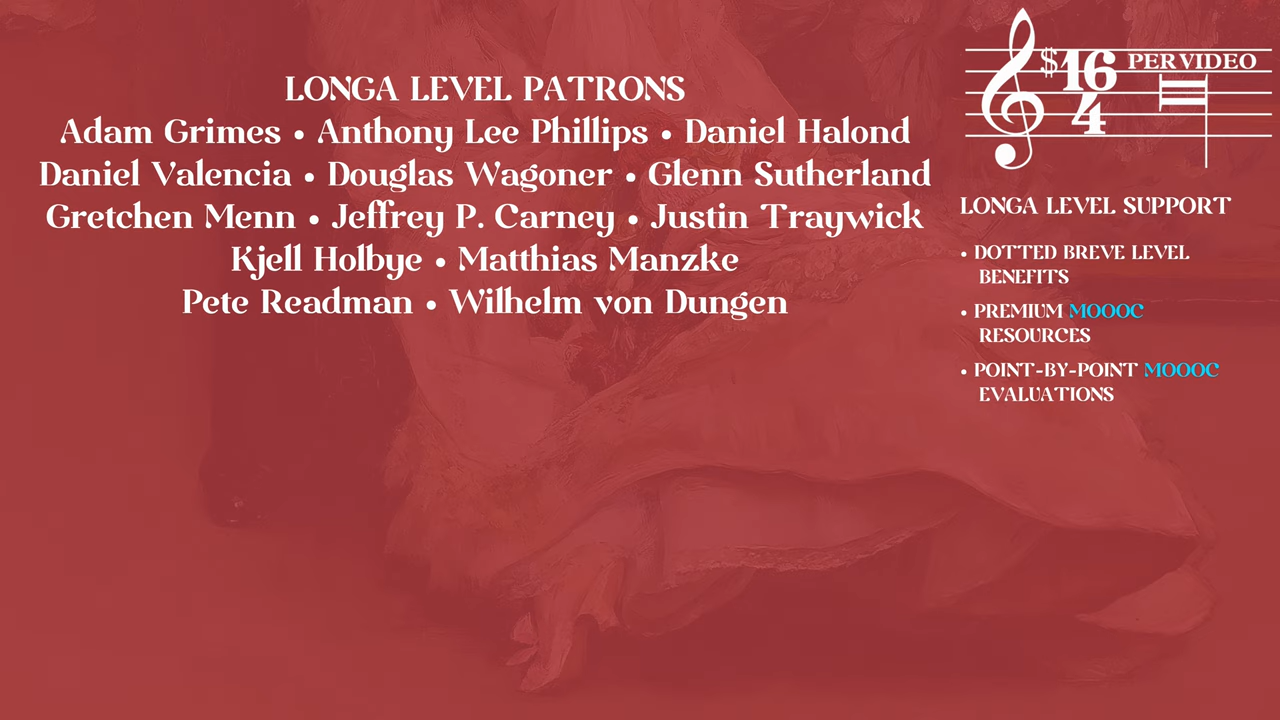 LONGA LEVEL PATRONS
Adam Grimes • Anthony Lee Phillips • Daniel Halond
Daniel Valencia • Douglas Wagoner • Glenn Sutherland
Gretchen Menn • Jeffrey P. Carney • Justin Traywick
Kjell Holbye • Matthias Manzke
Pete Readman • Wilhelm von Dungen
$16 PER VIDEO
4
LONGA LEVEL SUPPORT
• DOTTED BREVE LEVEL
BENEFITS
• PREMIUM MOOOC
RESOURCES
• POINT-BY-POINT MOOOC
EVALUATIONS